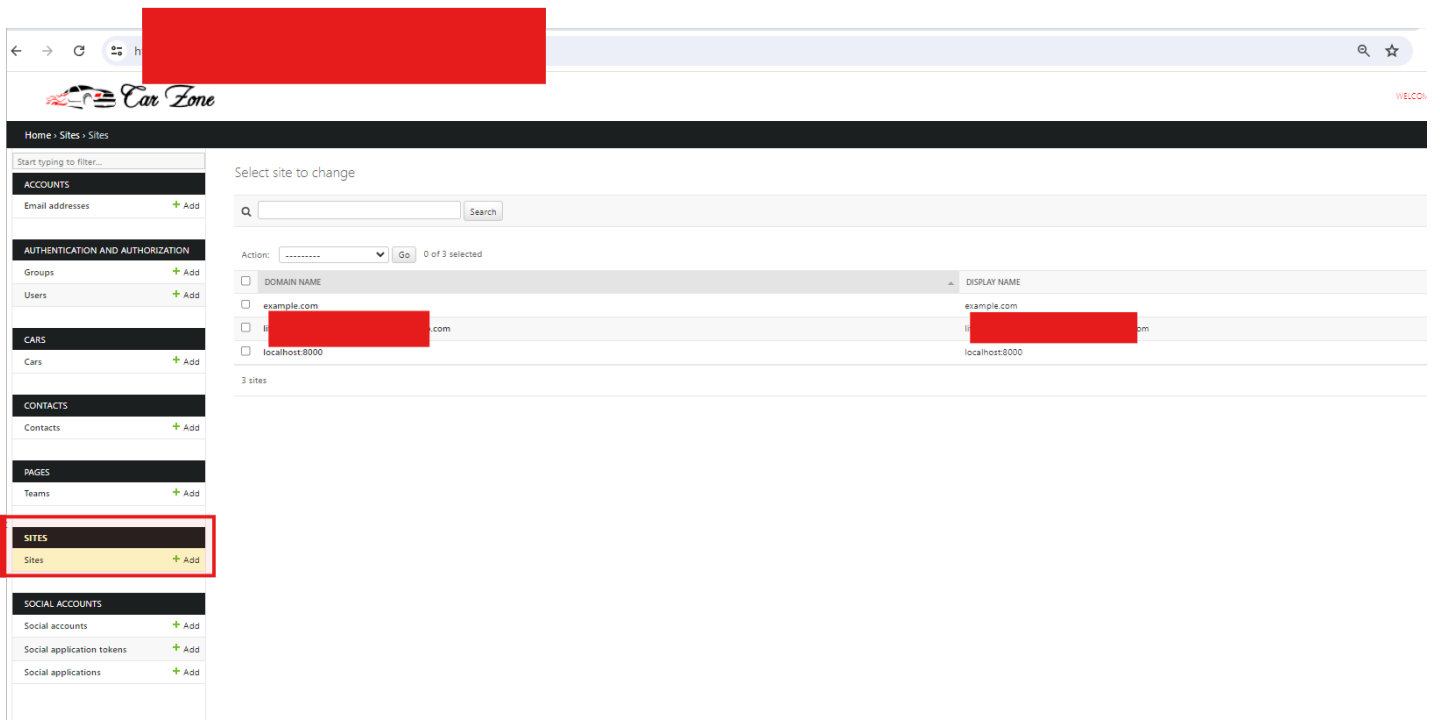 h
Car Zone
WELCOM
Home › Sites › Sites
Start typing to filter...
ACCOUNTS
Email addresses + Add
AUTHENTICATION AND AUTHORIZATION
Groups + Add
Users + Add
CARS
Cars + Add
CONTACTS
Contacts + Add
PAGES
Teams + Add
SITES
Sites + Add
SOCIAL ACCOUNTS
Social accounts + Add
Social application tokens + Add
Social applications + Add
Select site to change
Search
Action: --------- Go 0 of 3 selected
DOMAIN NAME DISPLAY NAME
example.com example.com
li .com li om
localhost:8000 localhost:8000
3 sites